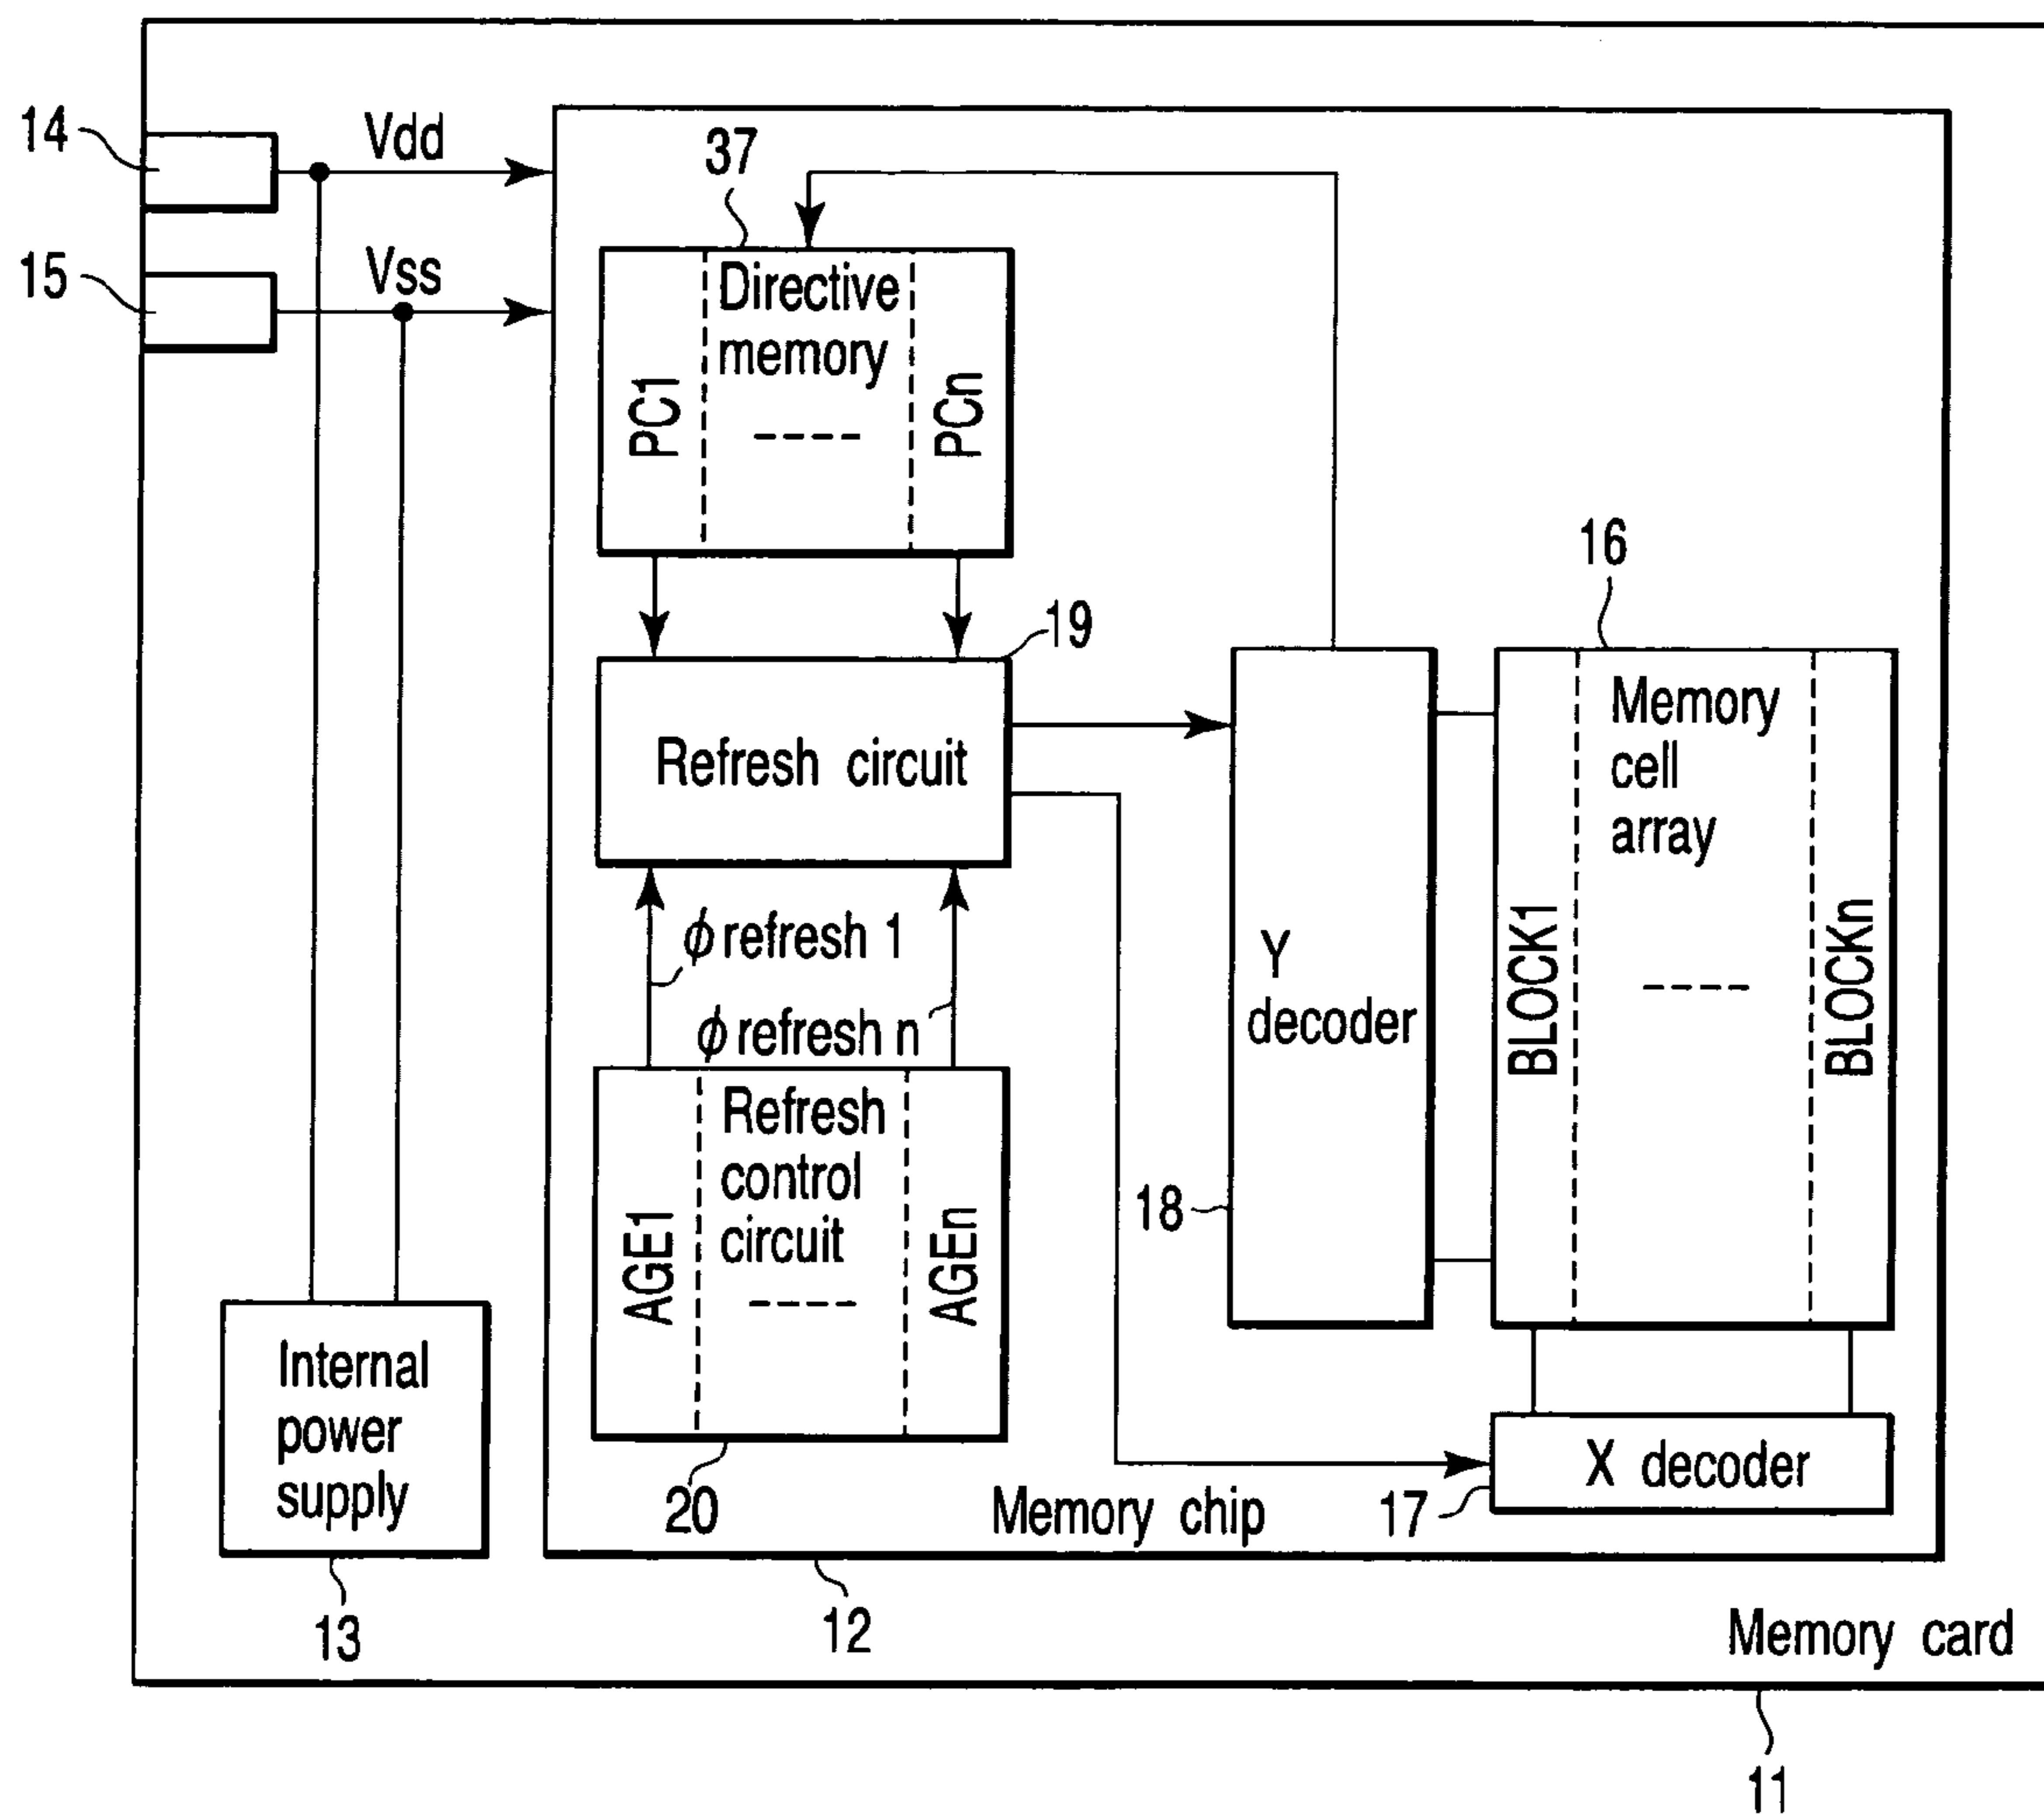 14
Vdd
15
Vss
37
Directive
memory
PC1
----
PCn
19
Refresh circuit
16
Memory
cell
array
BLOCK1
----
BLOCKn
Y
decoder
18
ϕ refresh 1
ϕ refresh n
Refresh
control
circuit
AGE1
----
AGEn
20
Internal
power
supply
13
X decoder
17
Memory chip
12
Memory card
11